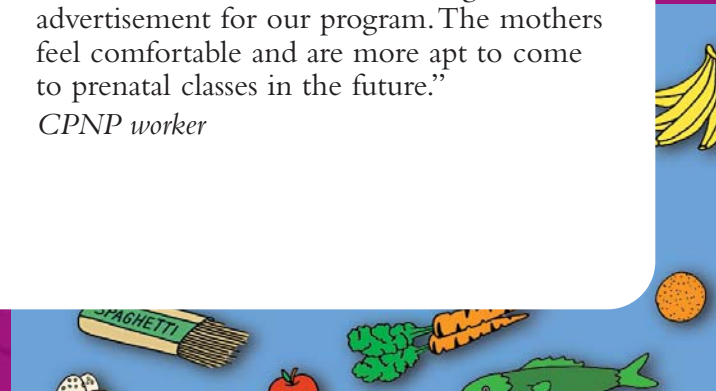 advertisement for our program. The mothers
feel comfortable and are more apt to come
to prenatal classes in the future.”
CPNP worker
SPAGHETTI